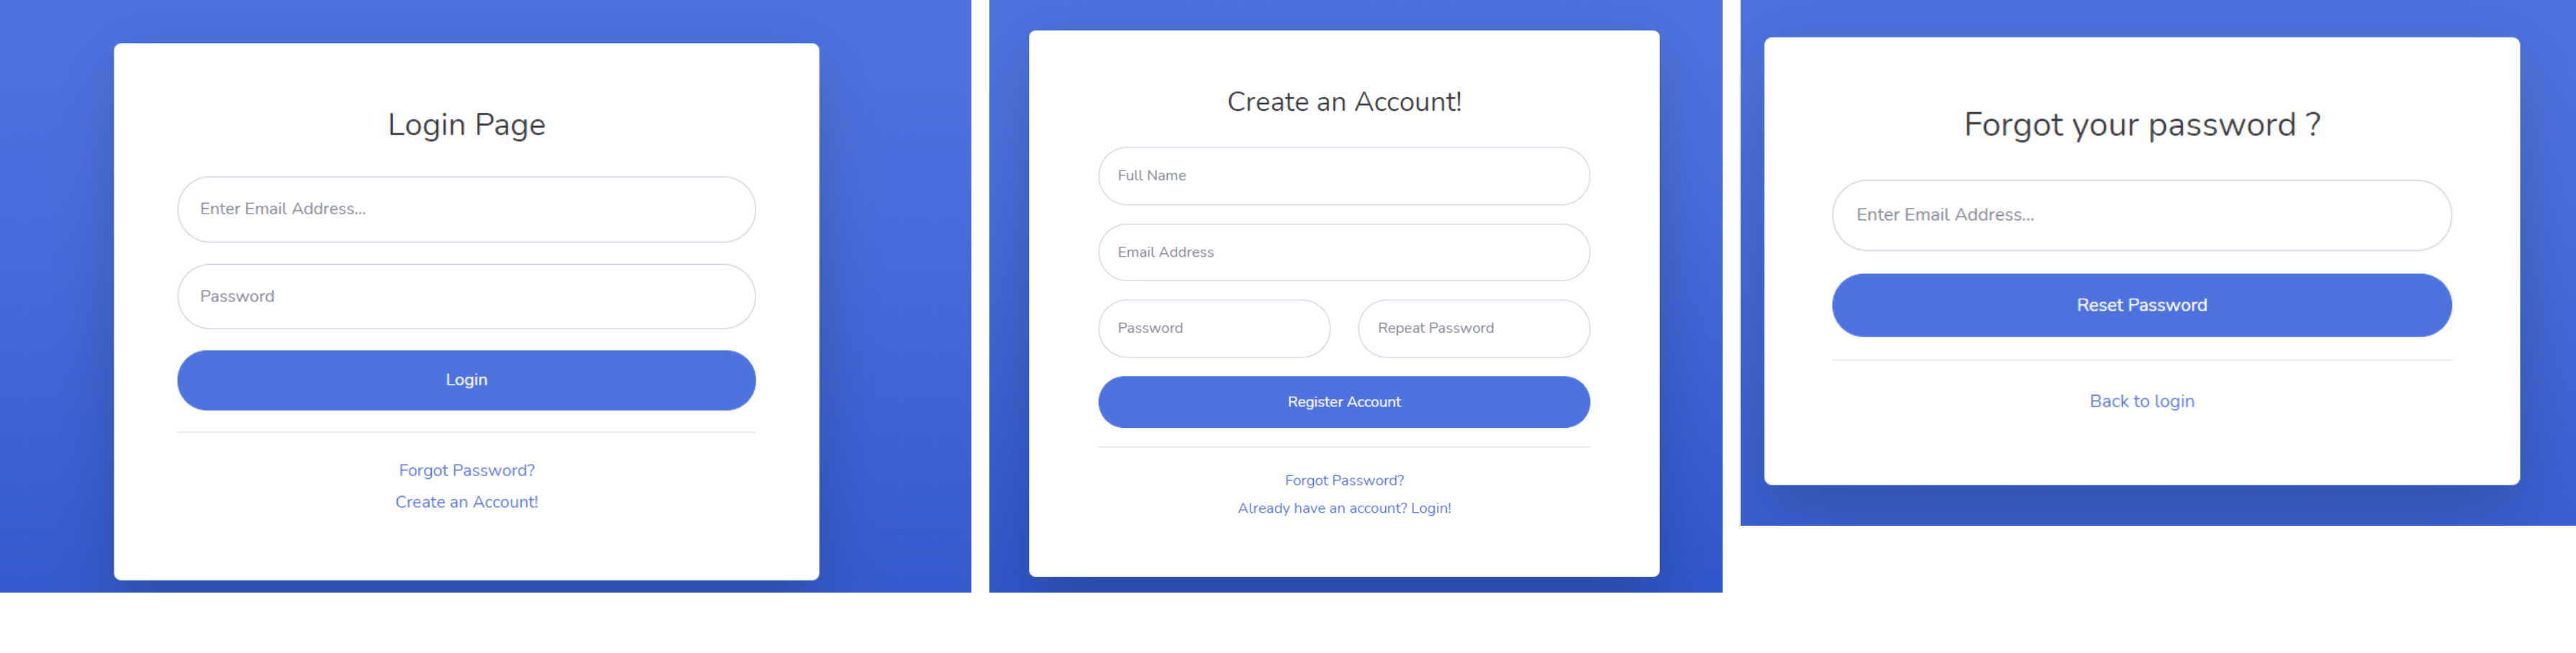 Login Page
Enter Email Address...
Password
Login
Forgot Password?
Create an Account!
Create an Account!
Full Name
Email Address
Password
Repeat Password
Register Account
Forgot Password?
Already have an account? Login!
Forgot your password ?
Enter Email Address...
Reset Password
Back to login